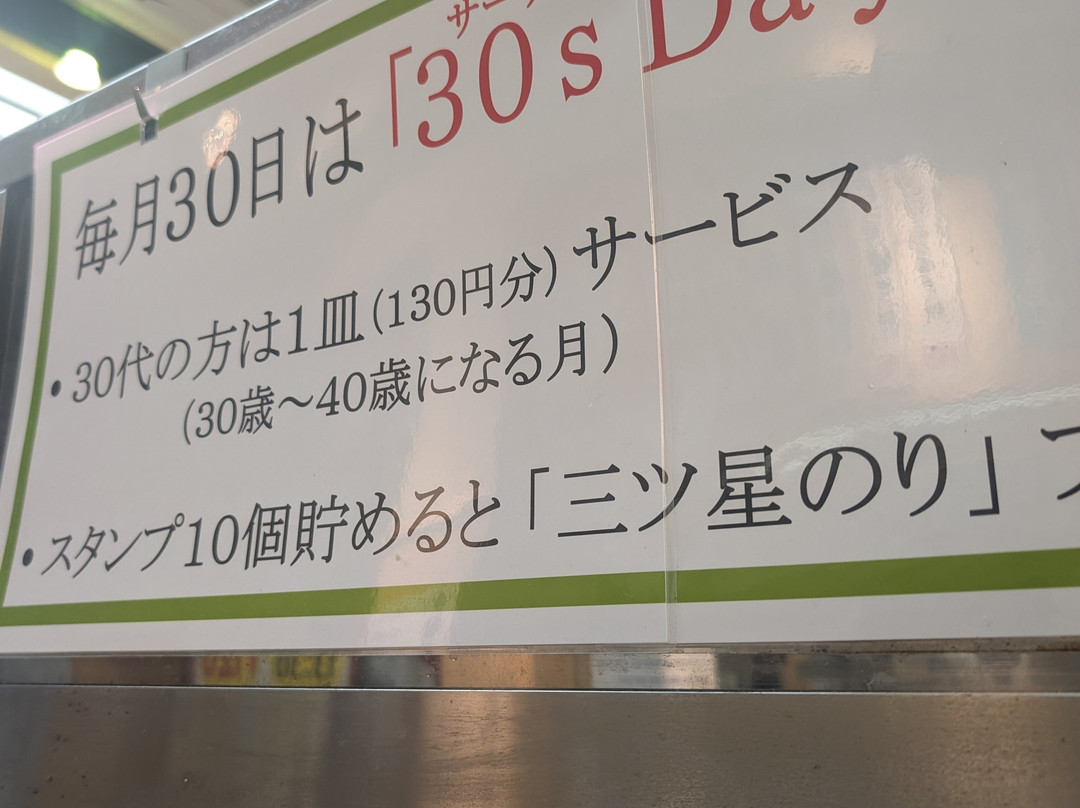 毎月30日は「30s Day
・30代の方は1皿(130円分)サービス
(30歳～40歳になる月)
・スタンプ10個貯めると「三ツ星のり」